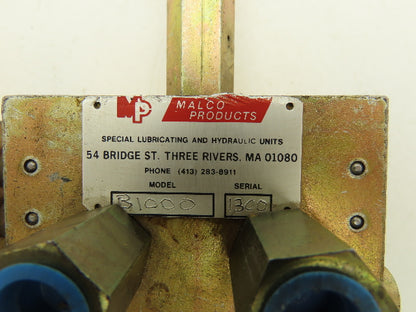 MP MALCO
PRODUCTS
SPECIAL LUBRICATING AND HYDRAULIC UNITS
54 BRIDGE ST. THREE RIVERS, MA 01080
PHONE (413) 283-8911
MODEL SERIAL
B1000 1300